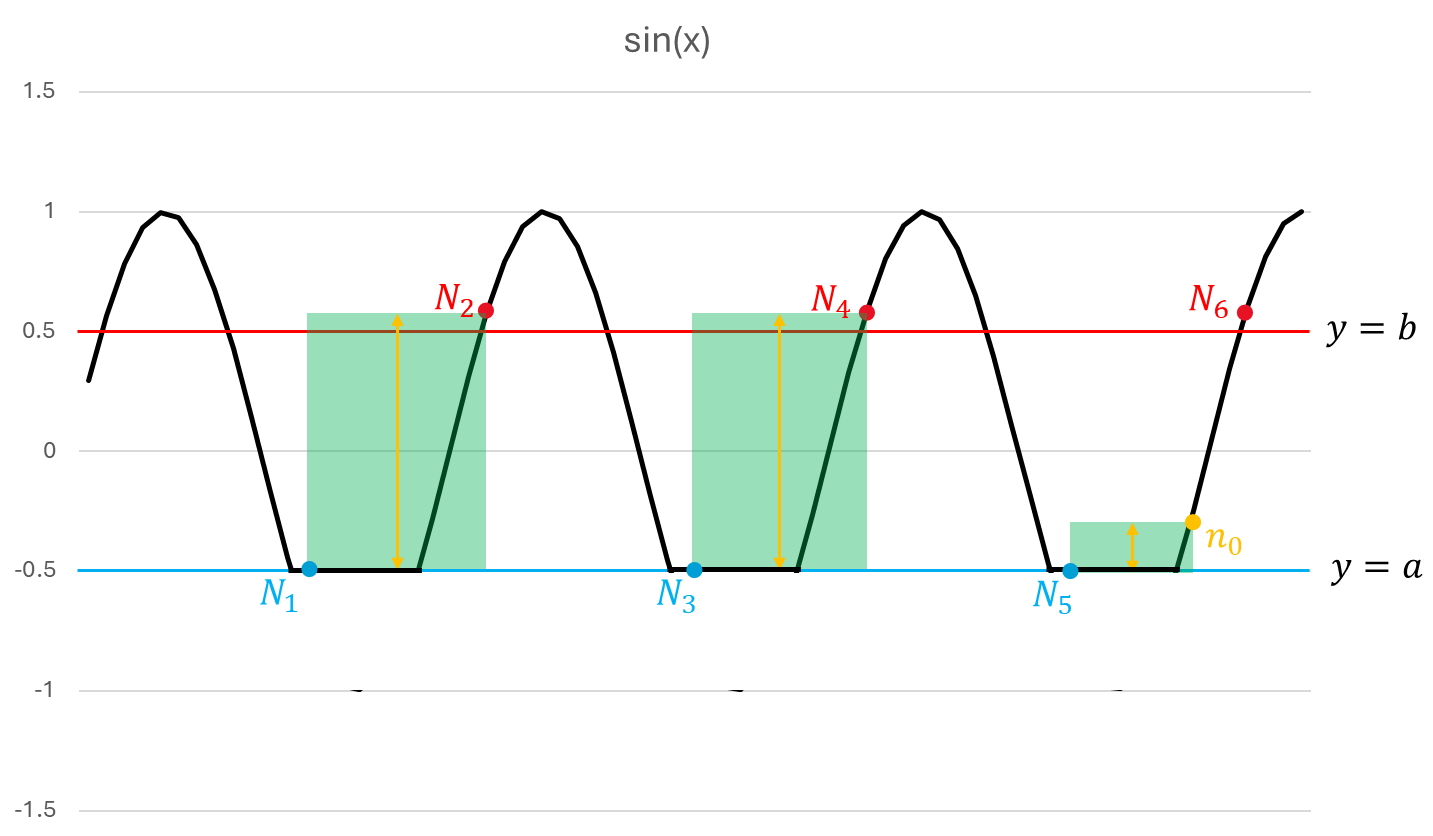 sin(x)
1.5
1
N₂ N₄ N₆
0.5
y = b
0
n₀
-0.5
y = a
N₁ N₃ N₅
-1
-1.5